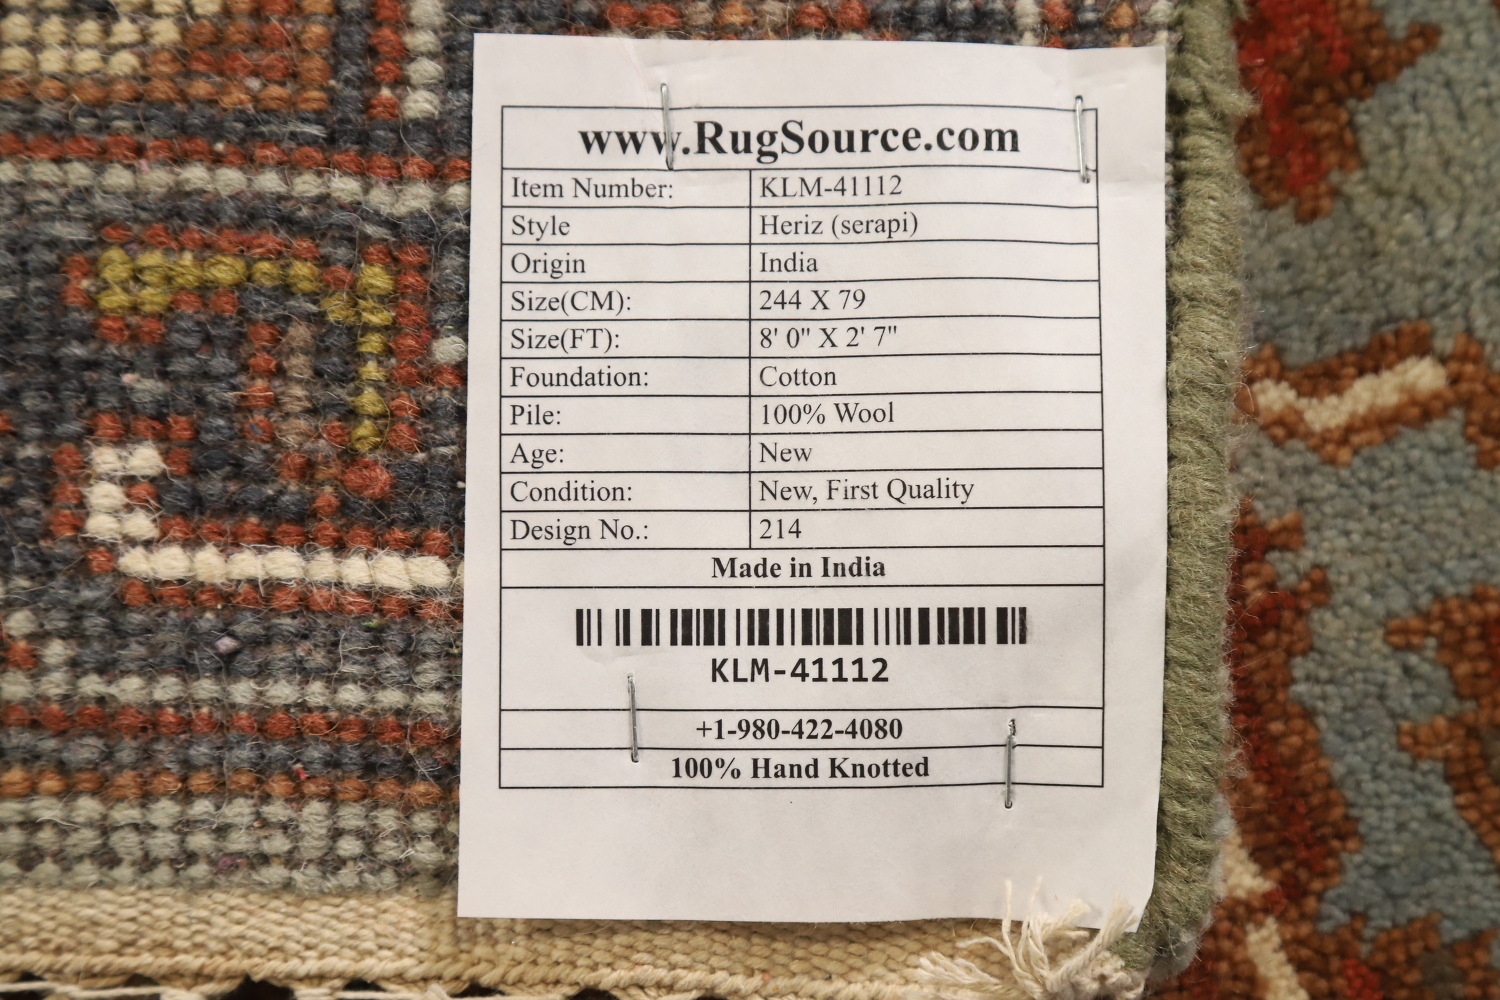 www.RugSource.com
Item Number: KLM-41112
Style Heriz (serapi)
Origin India
Size(CM): 244 X 79
Size(FT): 8' 0" X 2' 7"
Foundation: Cotton
Pile: 100% Wool
Age: New
Condition: New, First Quality
Design No.: 214
Made in India
KLM-41112
+1-980-422-4080
100% Hand Knotted